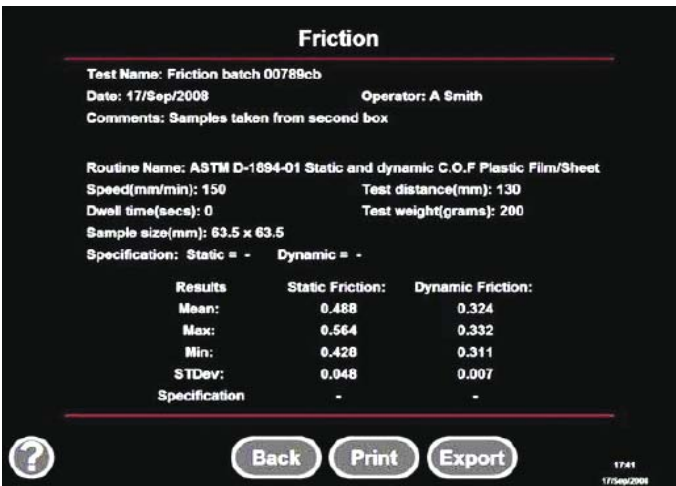 Friction
Test Name: Friction batch 00789cb
Date: 17/Sep/2008 Operator: A Smith
Comments: Samples taken from second box
Routine Name: ASTM D-1894-01 Static and dynamic C.O.F Plastic Film/Sheet
Speed(mm/min): 150 Test distance(mm): 130
Dwell time(secs): 0 Test weight(grams): 200
Sample size(mm): 63.5 x 63.5
Specification: Static = - Dynamic = -
Results Static Friction: Dynamic Friction:
Mean: 0.488 0.324
Max: 0.564 0.332
Min: 0.428 0.311
STDev: 0.048 0.007
Specification - -
? Back Print Export
17:41
17/Sep/2008